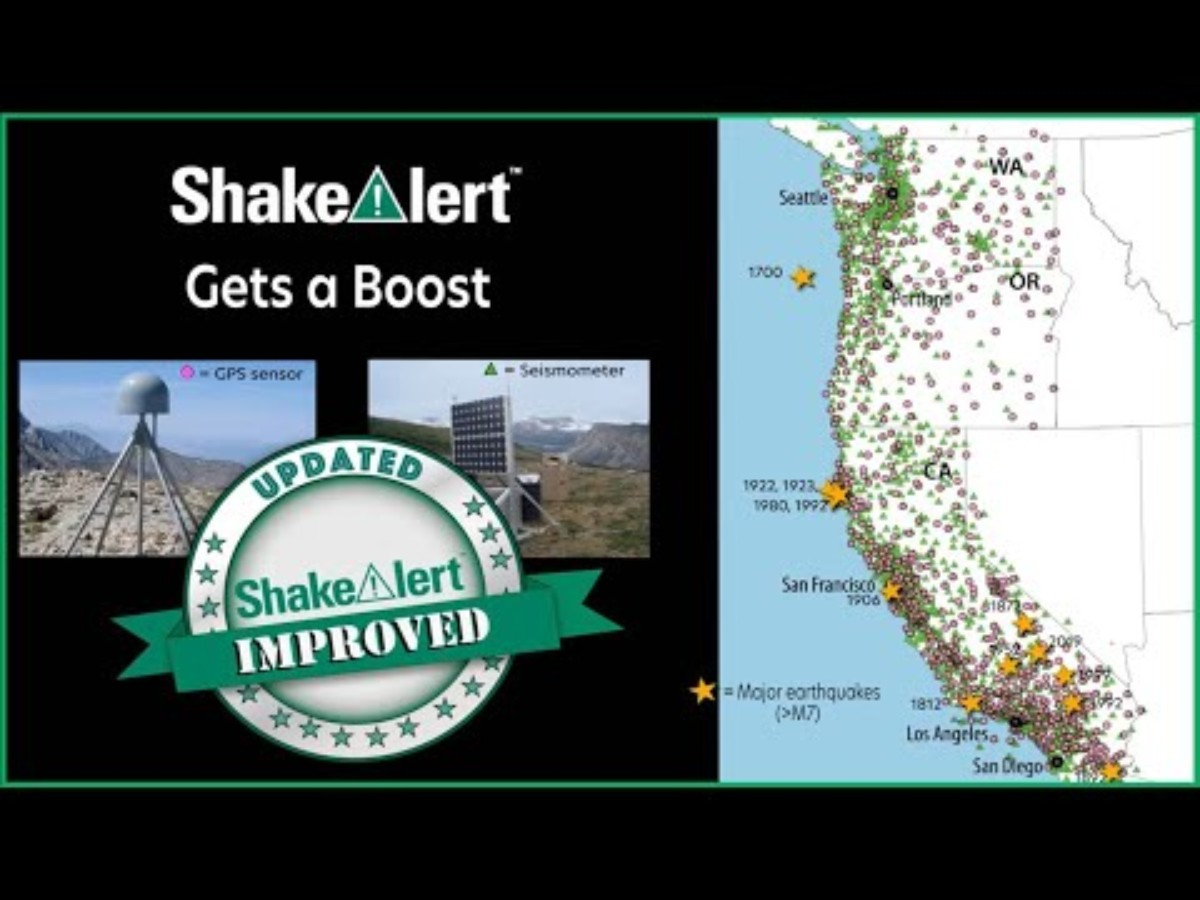 ShakeAlert™
Gets a Boost
= GPS sensor
= Seismometer
UPDATED
ShakeAlert™
IMPROVED
WA
Seattle
1700
OR
Portland
CA
1922, 1923,
1980, 1992
San Francisco
1906
1872
2019
1992
1812
Los Angeles
San Diego
= Major earthquakes
(>M7)